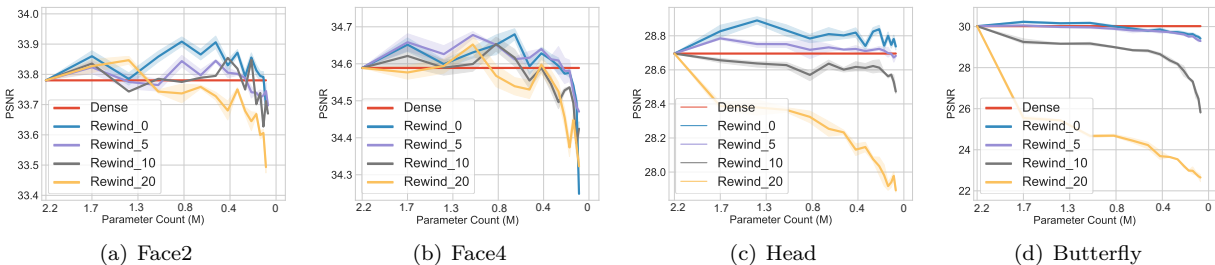 34.0
33.9
33.8
33.7
33.6
33.5
33.4
PSNR
Dense
Rewind_0
Rewind_5
Rewind_10
Rewind_20
2.2 1.7 1.3 0.8 0.4 0
Parameter Count (M)
(a) Face2
34.7
34.6
34.5
34.4
34.3
PSNR
Dense
Rewind_0
Rewind_5
Rewind_10
Rewind_20
2.2 1.7 1.3 0.8 0.4 0
Parameter Count (M)
(b) Face4
28.8
28.6
28.4
28.2
28.0
PSNR
Dense
Rewind_0
Rewind_5
Rewind_10
Rewind_20
2.2 1.7 1.3 0.8 0.4 0
Parameter Count (M)
(c) Head
30
28
26
24
22
PSNR
Dense
Rewind_0
Rewind_5
Rewind_10
Rewind_20
2.2 1.7 1.3 0.8 0.4 0
Parameter Count (M)
(d) Butterfly